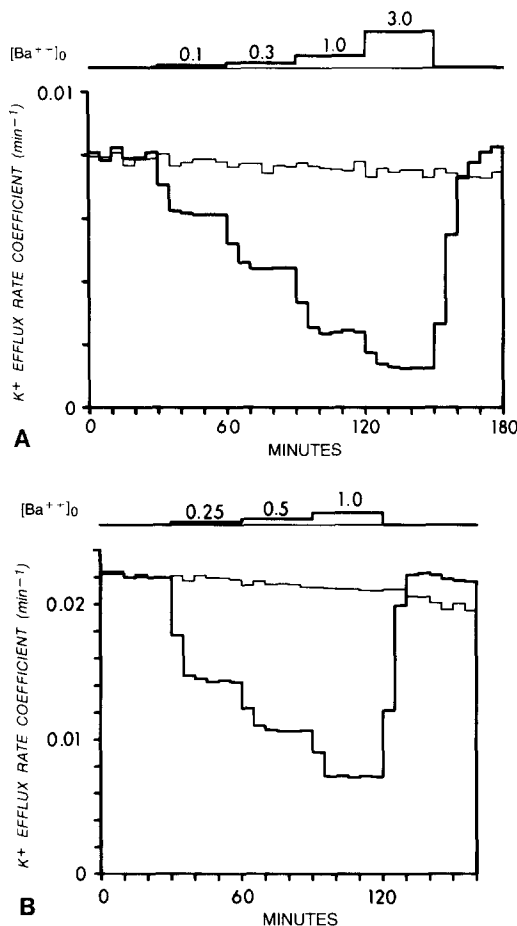 [Ba⁺⁺]₀
0.1 0.3 1.0 3.0
K⁺ EFFLUX RATE COEFFICIENT (min⁻¹)
0.01
0
0 60 120 180
MINUTES
A
[Ba⁺⁺]₀
0.25 0.5 1.0
K⁺ EFFLUX RATE COEFFICIENT (min⁻¹)
0.02
0.01
0
0 60 120
MINUTES
B